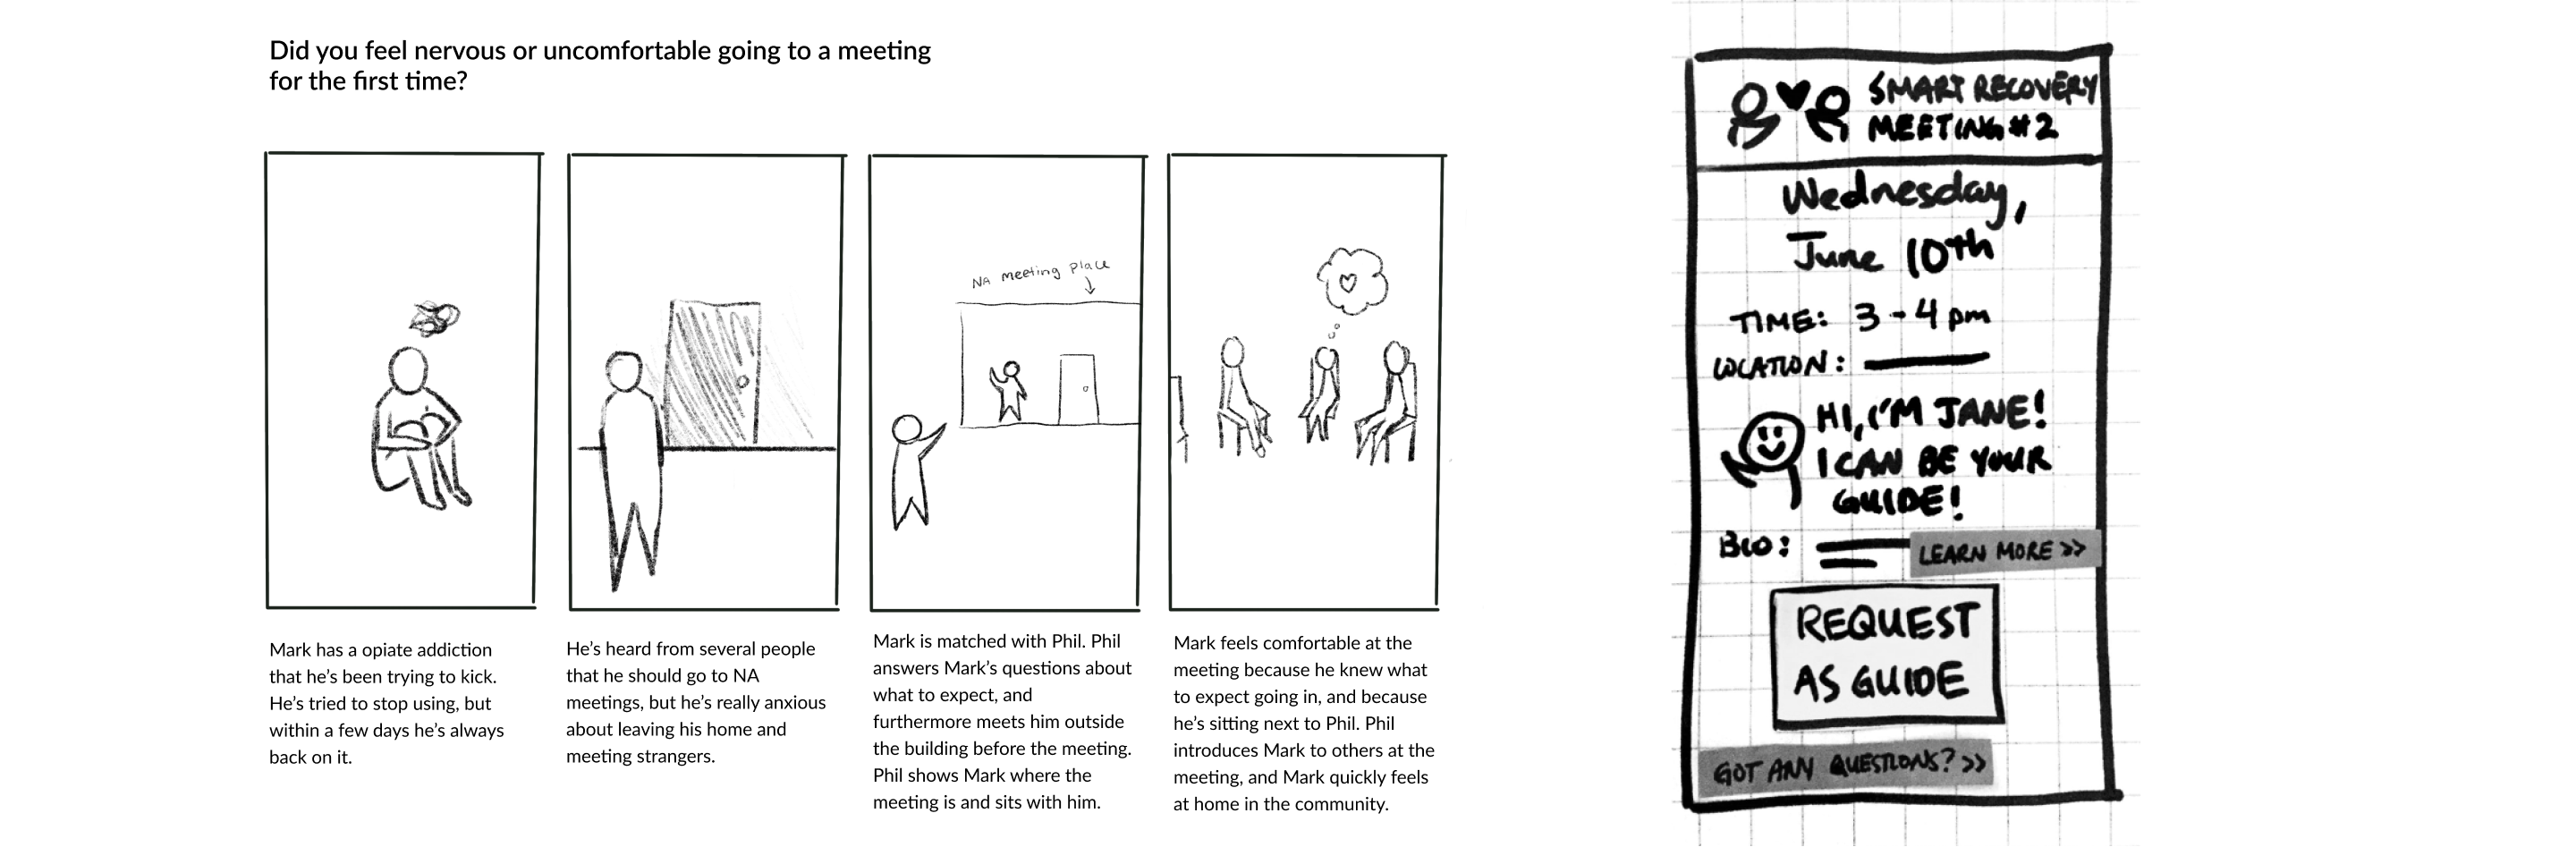 Did you feel nervous or uncomfortable going to a meeting
for the first time?
NA meeting place
Mark has a opiate addiction
that he's been trying to kick.
He's tried to stop using, but
within a few days he's always
back on it.
He's heard from several people
that he should go to NA
meetings, but he's really anxious
about leaving his home and
meeting strangers.
Mark is matched with Phil. Phil
answers Mark's questions about
what to expect, and
furthermore meets him outside
the building before the meeting.
Phil shows Mark where the
meeting is and sits with him.
Mark feels comfortable at the
meeting because he knew what
to expect going in, and because
he's sitting next to Phil. Phil
introduces Mark to others at the
meeting, and Mark quickly feels
at home in the community.
SMART RECOVERY
MEETING #2
Wednesday,
June 10th
TIME: 3-4 pm
LOCATION:
HI, I'M JANE!
I CAN BE YOUR
GUIDE!
BIO:
LEARN MORE >>
REQUEST
AS GUIDE
GOT ANY QUESTIONS? >>